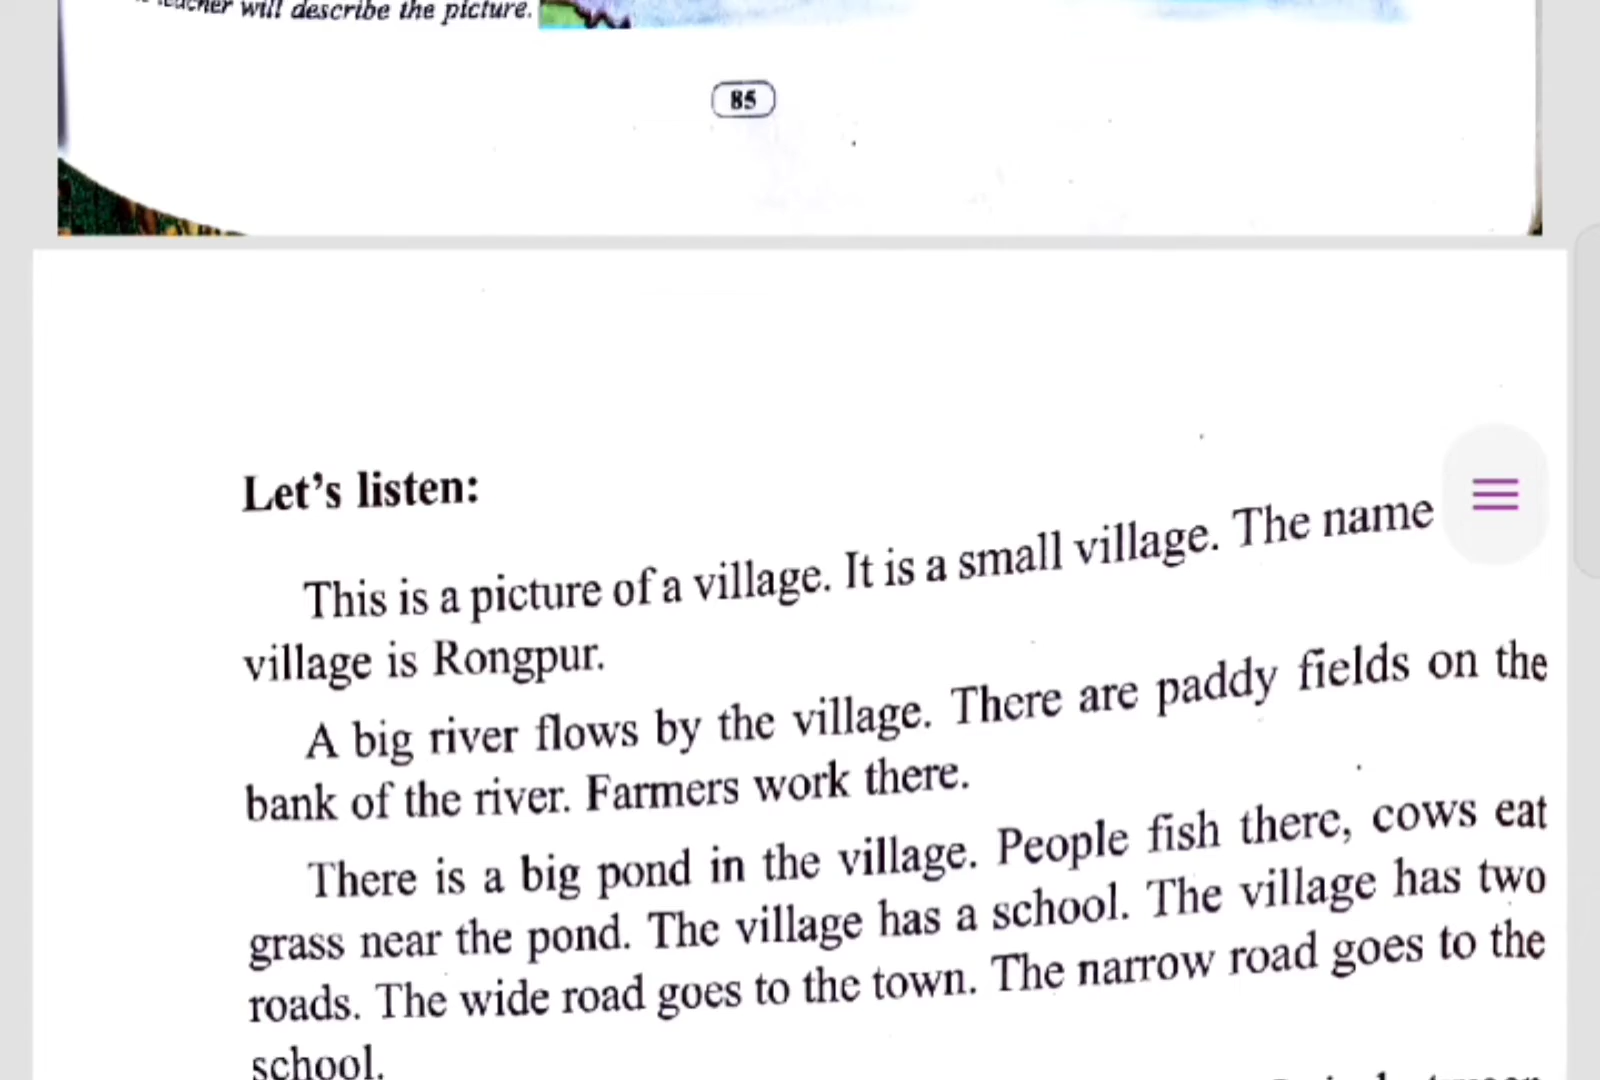 will describe the picture.
85
Let's listen:
This is a picture of a village. It is a small village. The name
village is Rongpur.
A big river flows by the village. There are paddy fields on the
bank of the river. Farmers work there.
There is a big pond in the village. People fish there, cows eat
grass near the pond. The village has a school. The village has two
roads. The wide road goes to the town. The narrow road goes to the
school.